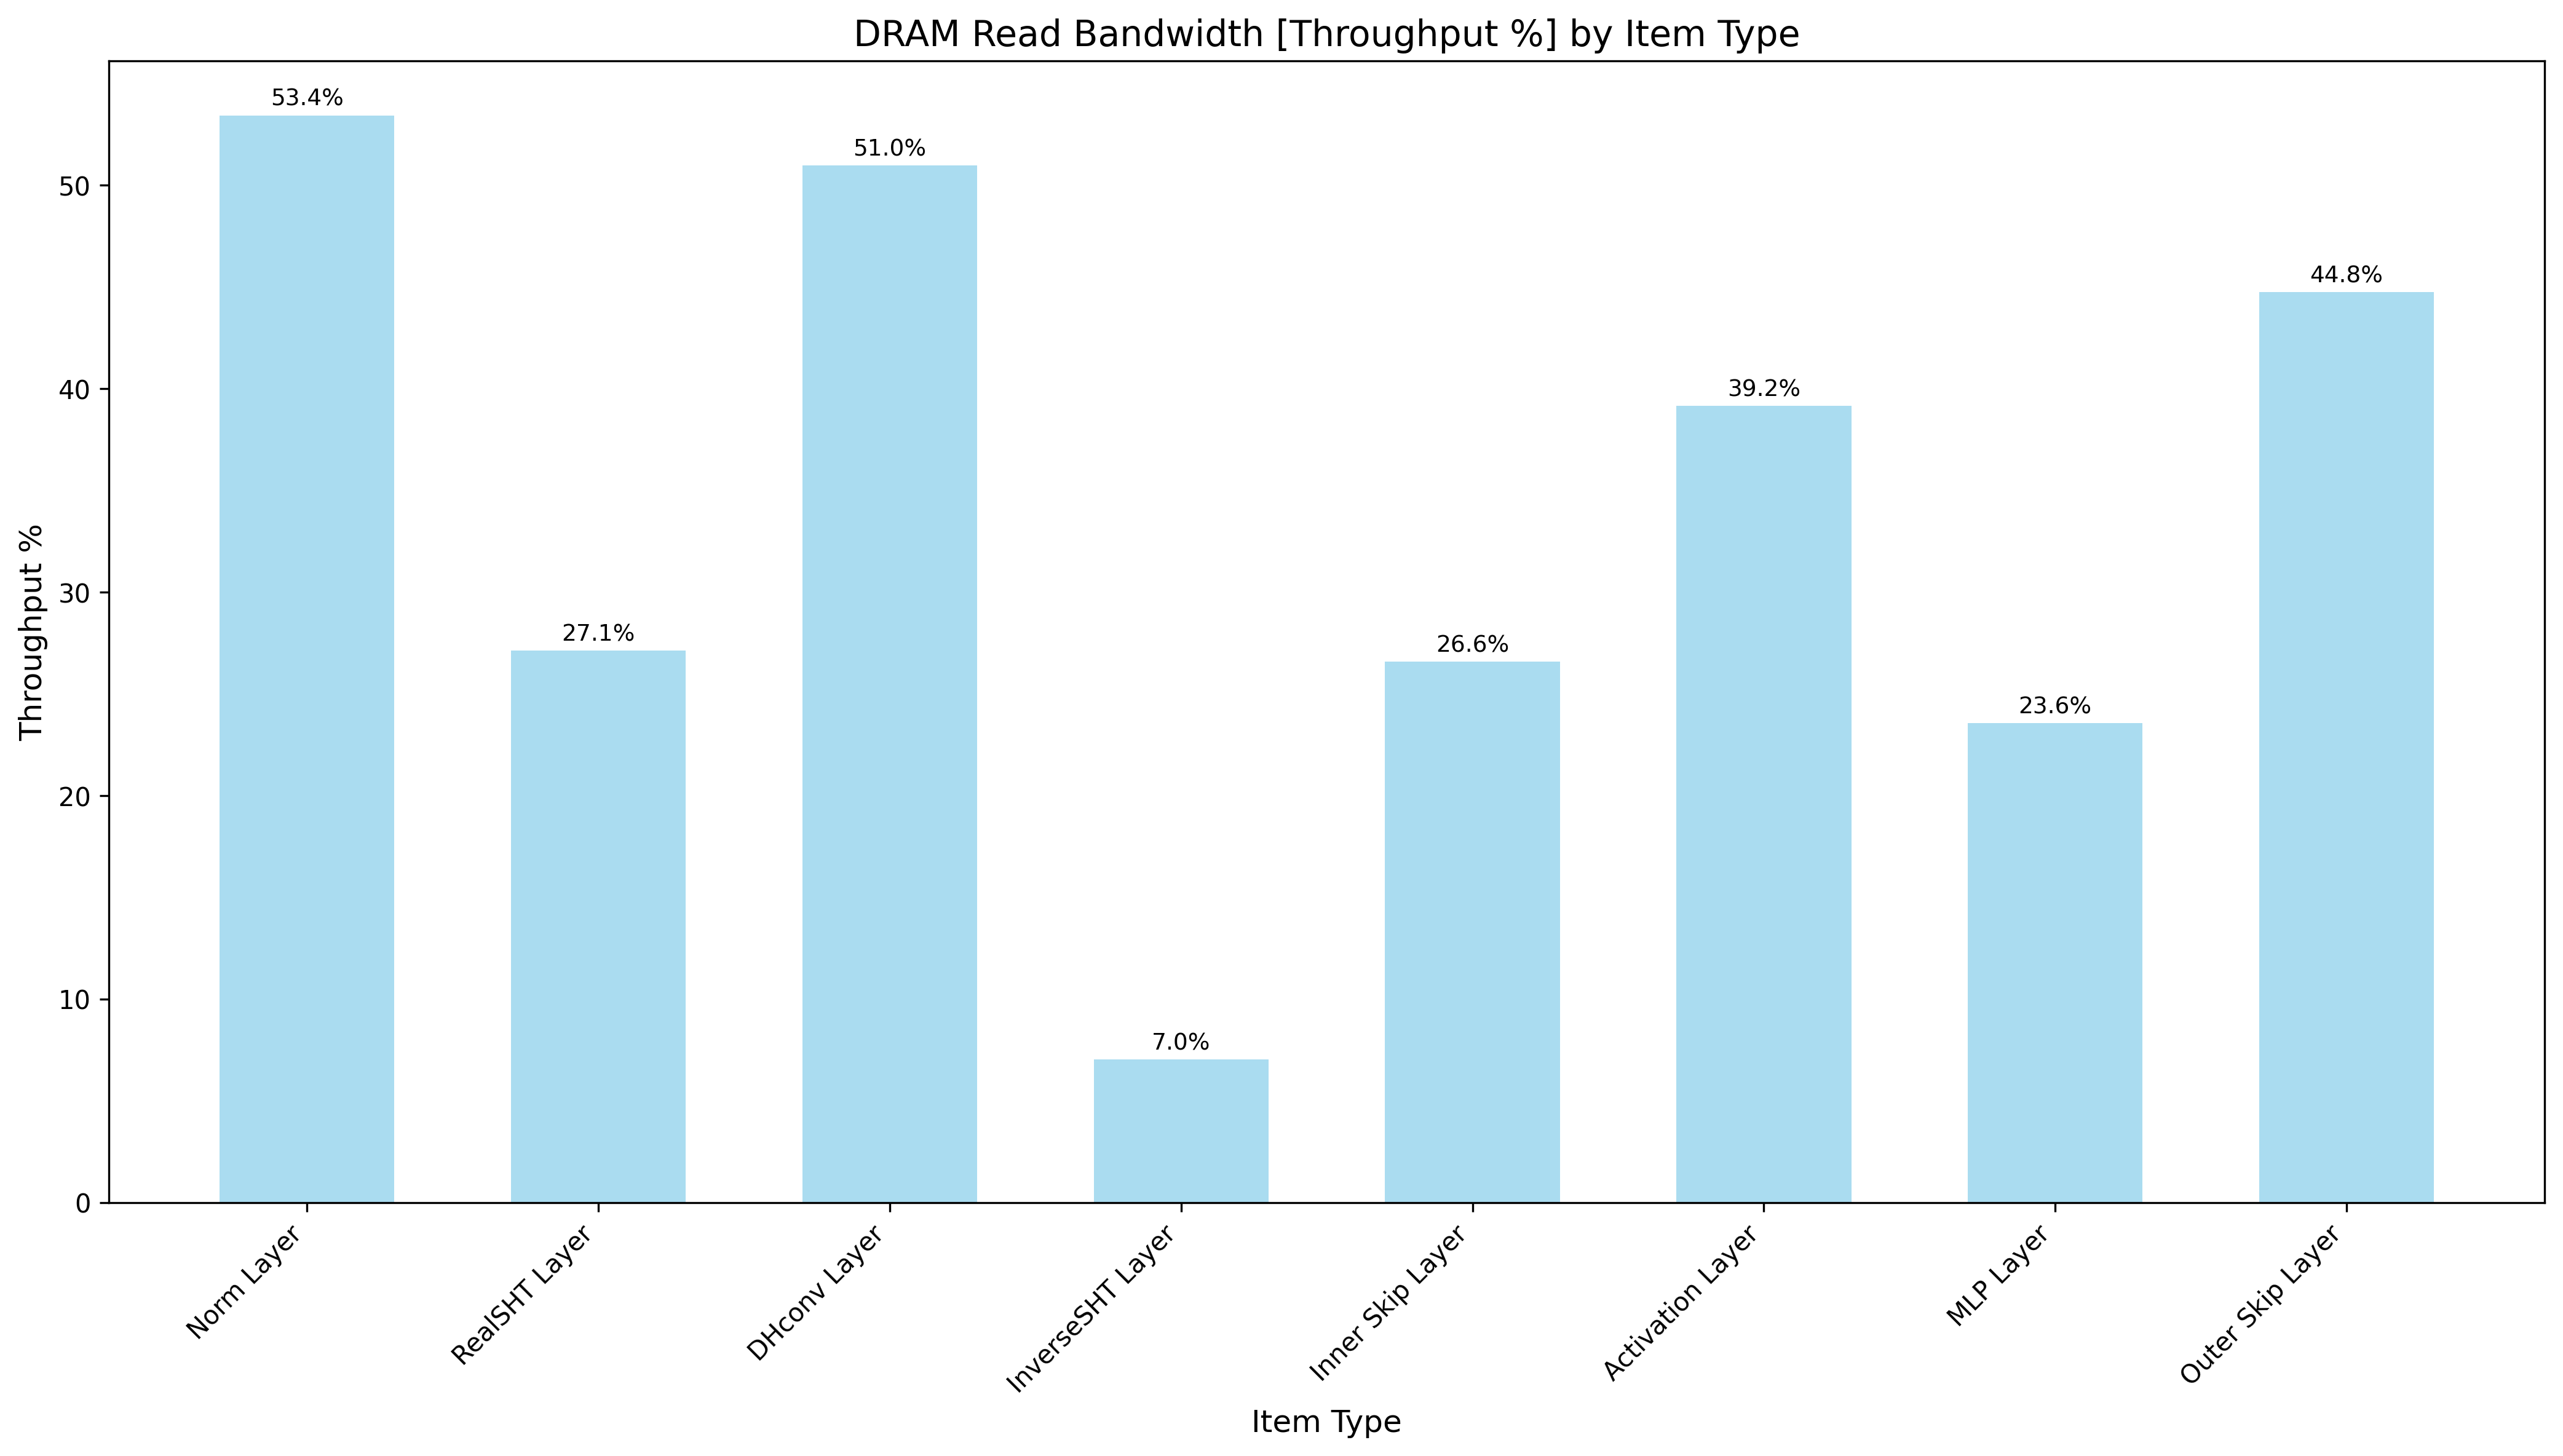 DRAM Read Bandwidth [Throughput %] by Item Type
Throughput %
50
40
30
20
10
0
53.4%
27.1%
51.0%
7.0%
26.6%
39.2%
23.6%
44.8%
Norm Layer
RealSHT Layer
DHconv Layer
InverseSHT Layer
Inner Skip Layer
Activation Layer
MLP Layer
Outer Skip Layer
Item Type